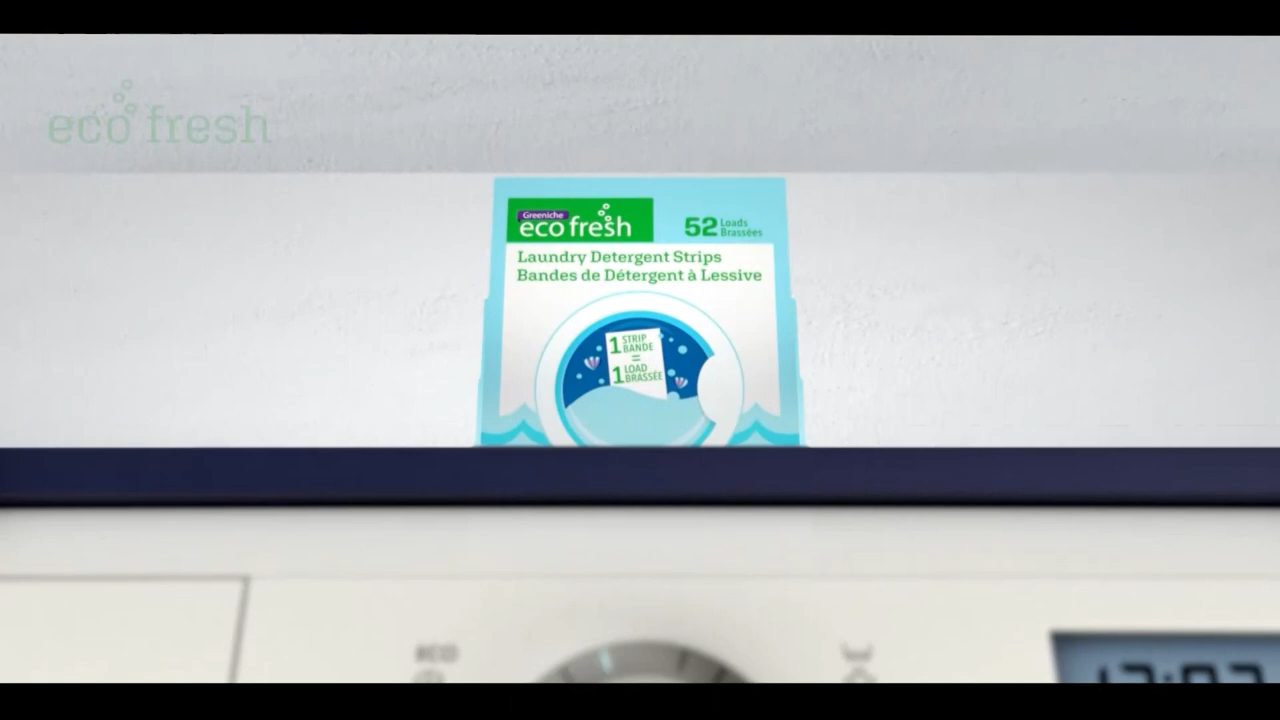 eco fresh
Greeniche
eco fresh
52 Loads
Brassées
Laundry Detergent Strips
Bandes de Détergent à Lessive
1 STRIP
BANDE
=
1 LOAD
BRASSÉE
ECO